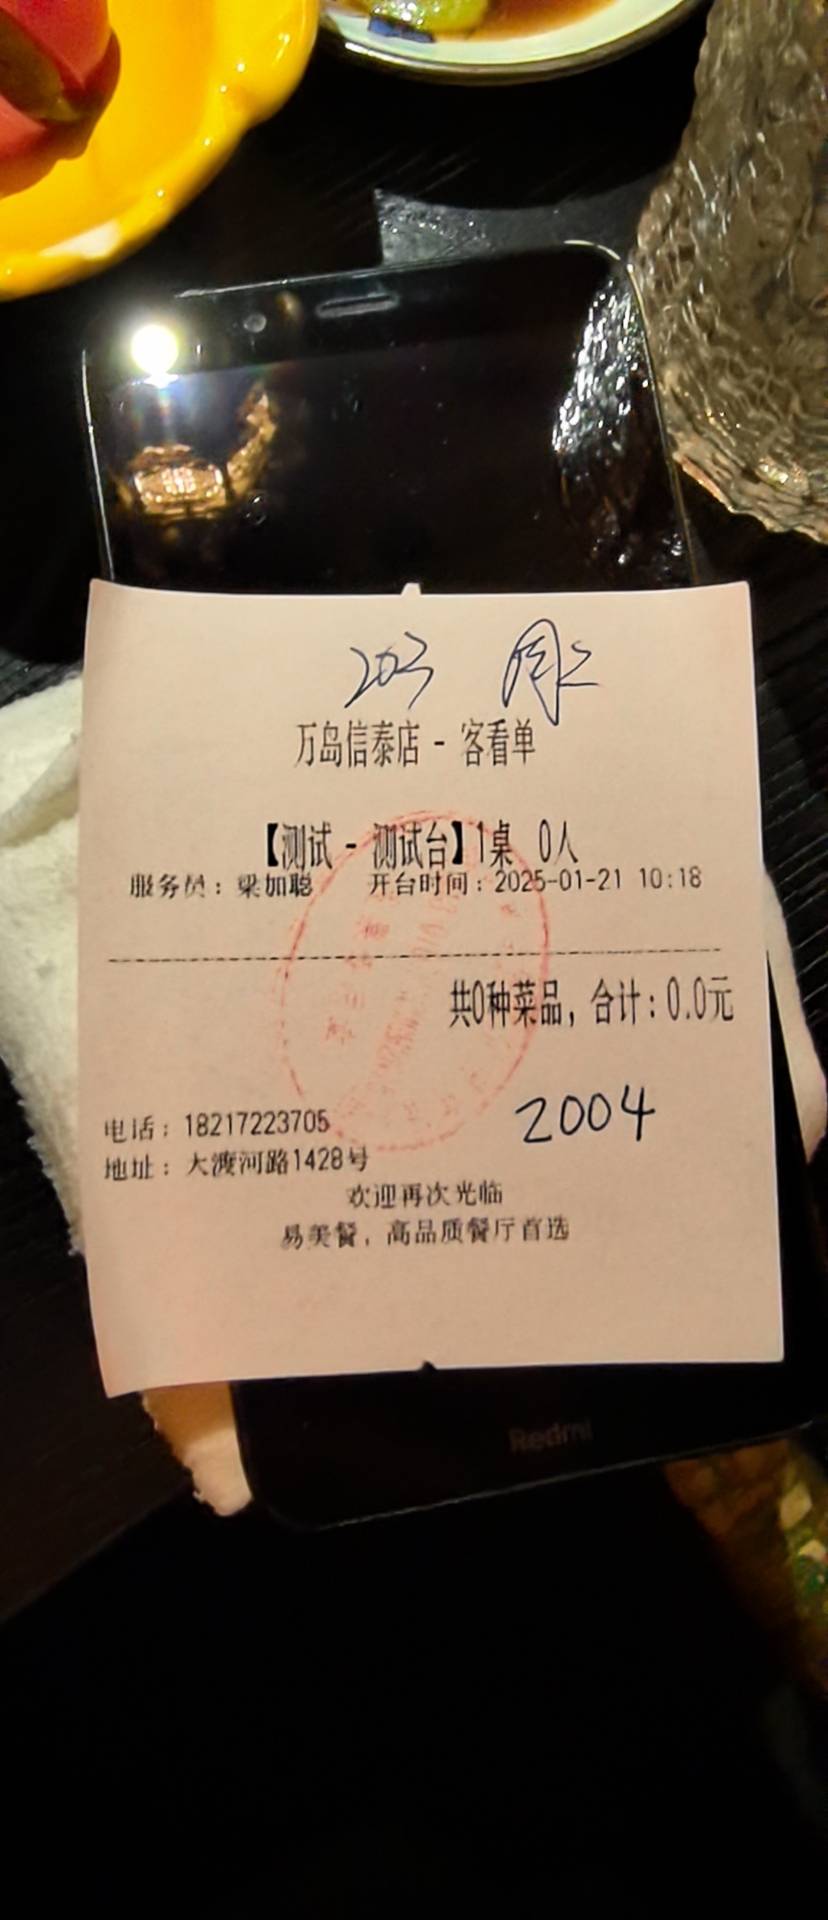 203
万岛信泰店 - 客看单
【测试 - 测试台】1桌 0人
服务员：梁加聪 开台时间：2025-01-21 10:18
共0种菜品，合计：0.0元
2004
电话：18217223705
地址：大渡河路1428号
欢迎再次光临
易美餐，高品质餐厅首选
Redmi